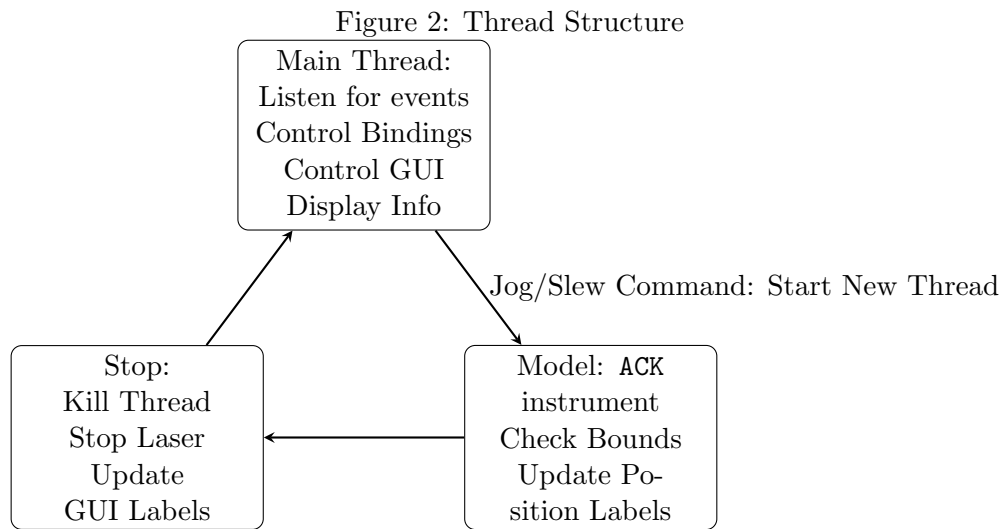 Figure 2: Thread Structure
Main Thread:
Listen for events
Control Bindings
Control GUI
Display Info
Jog/Slew Command: Start New Thread
Stop:
Kill Thread
Stop Laser
Update
GUI Labels
Model: ACK
instrument
Check Bounds
Update Po-
sition Labels